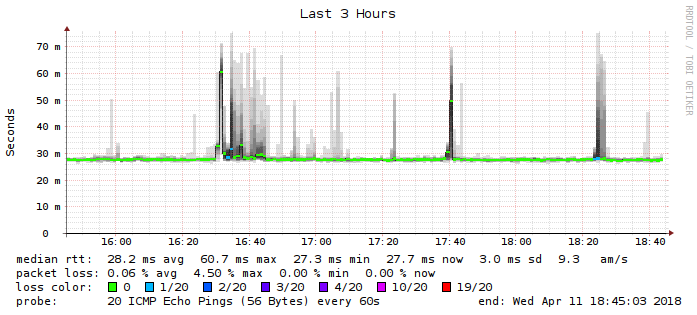 Last 3 Hours
RRDTOOL / TOBI OETIKER
Seconds
70 m
60 m
50 m
40 m
30 m
20 m
10 m
0
16:00 16:20 16:40 17:00 17:20 17:40 18:00 18:20 18:40
median rtt: 28.2 ms avg 60.7 ms max 27.3 ms min 27.7 ms now 3.0 ms sd 9.3 am/s
packet loss: 0.06 % avg 4.50 % max 0.00 % min 0.00 % now
loss color: 0 1/20 2/20 3/20 4/20 10/20 19/20
probe: 20 ICMP Echo Pings (56 Bytes) every 60s end: Wed Apr 11 18:45:03 2018